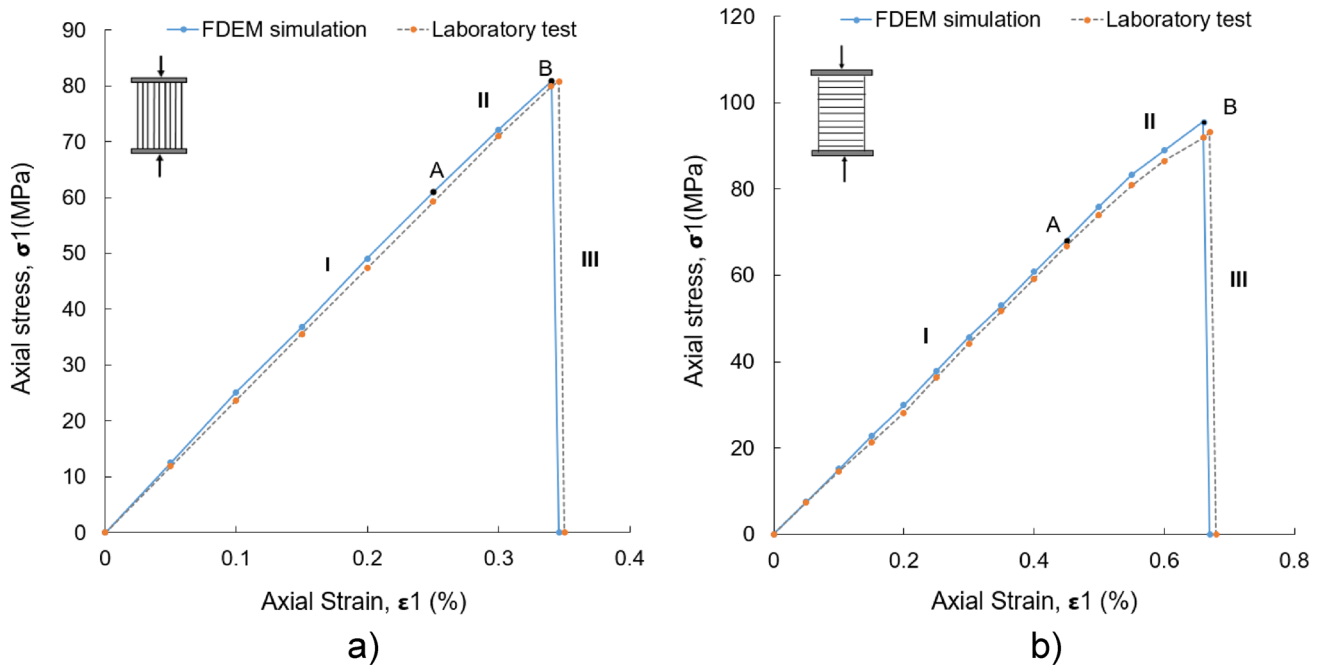 FDEM simulation Laboratory test
90
80
70
60
50
40
30
20
10
0
Axial stress, σ1(MPa)
B
II
A
I
III
0 0.1 0.2 0.3 0.4
Axial Strain, ε1 (%)
a)
FDEM simulation Laboratory test
120
100
80
60
40
20
0
Axial stress, σ1(MPa)
B
II
A
I
III
0 0.2 0.4 0.6 0.8
Axial Strain, ε1 (%)
b)